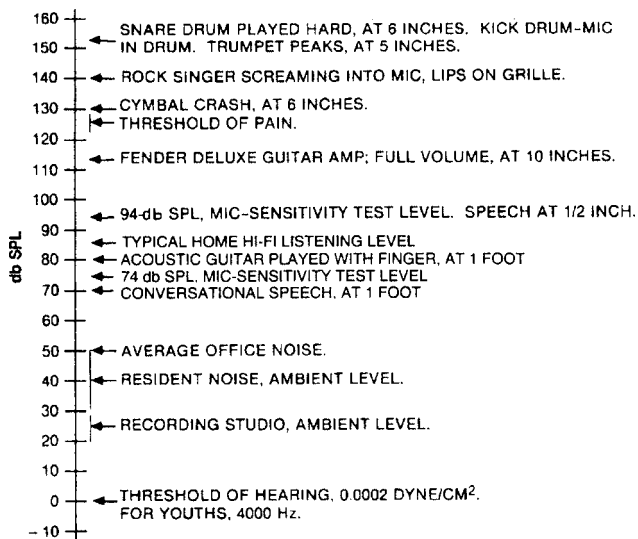 160
SNARE DRUM PLAYED HARD, AT 6 INCHES. KICK DRUM-MIC
IN DRUM. TRUMPET PEAKS, AT 5 INCHES.
150
140
ROCK SINGER SCREAMING INTO MIC, LIPS ON GRILLE.
130
CYMBAL CRASH, AT 6 INCHES.
THRESHOLD OF PAIN.
120
110
FENDER DELUXE GUITAR AMP; FULL VOLUME, AT 10 INCHES.
100
94-db SPL, MIC-SENSITIVITY TEST LEVEL. SPEECH AT 1/2 INCH.
90
TYPICAL HOME HI-FI LISTENING LEVEL
80
ACOUSTIC GUITAR PLAYED WITH FINGER, AT 1 FOOT
74 db SPL, MIC-SENSITIVITY TEST LEVEL
70
CONVERSATIONAL SPEECH, AT 1 FOOT
60
50
AVERAGE OFFICE NOISE.
40
RESIDENT NOISE, AMBIENT LEVEL.
30
RECORDING STUDIO, AMBIENT LEVEL.
20
10
0
THRESHOLD OF HEARING, 0.0002 DYNE/CM².
FOR YOUTHS, 4000 Hz.
-10
db SPL